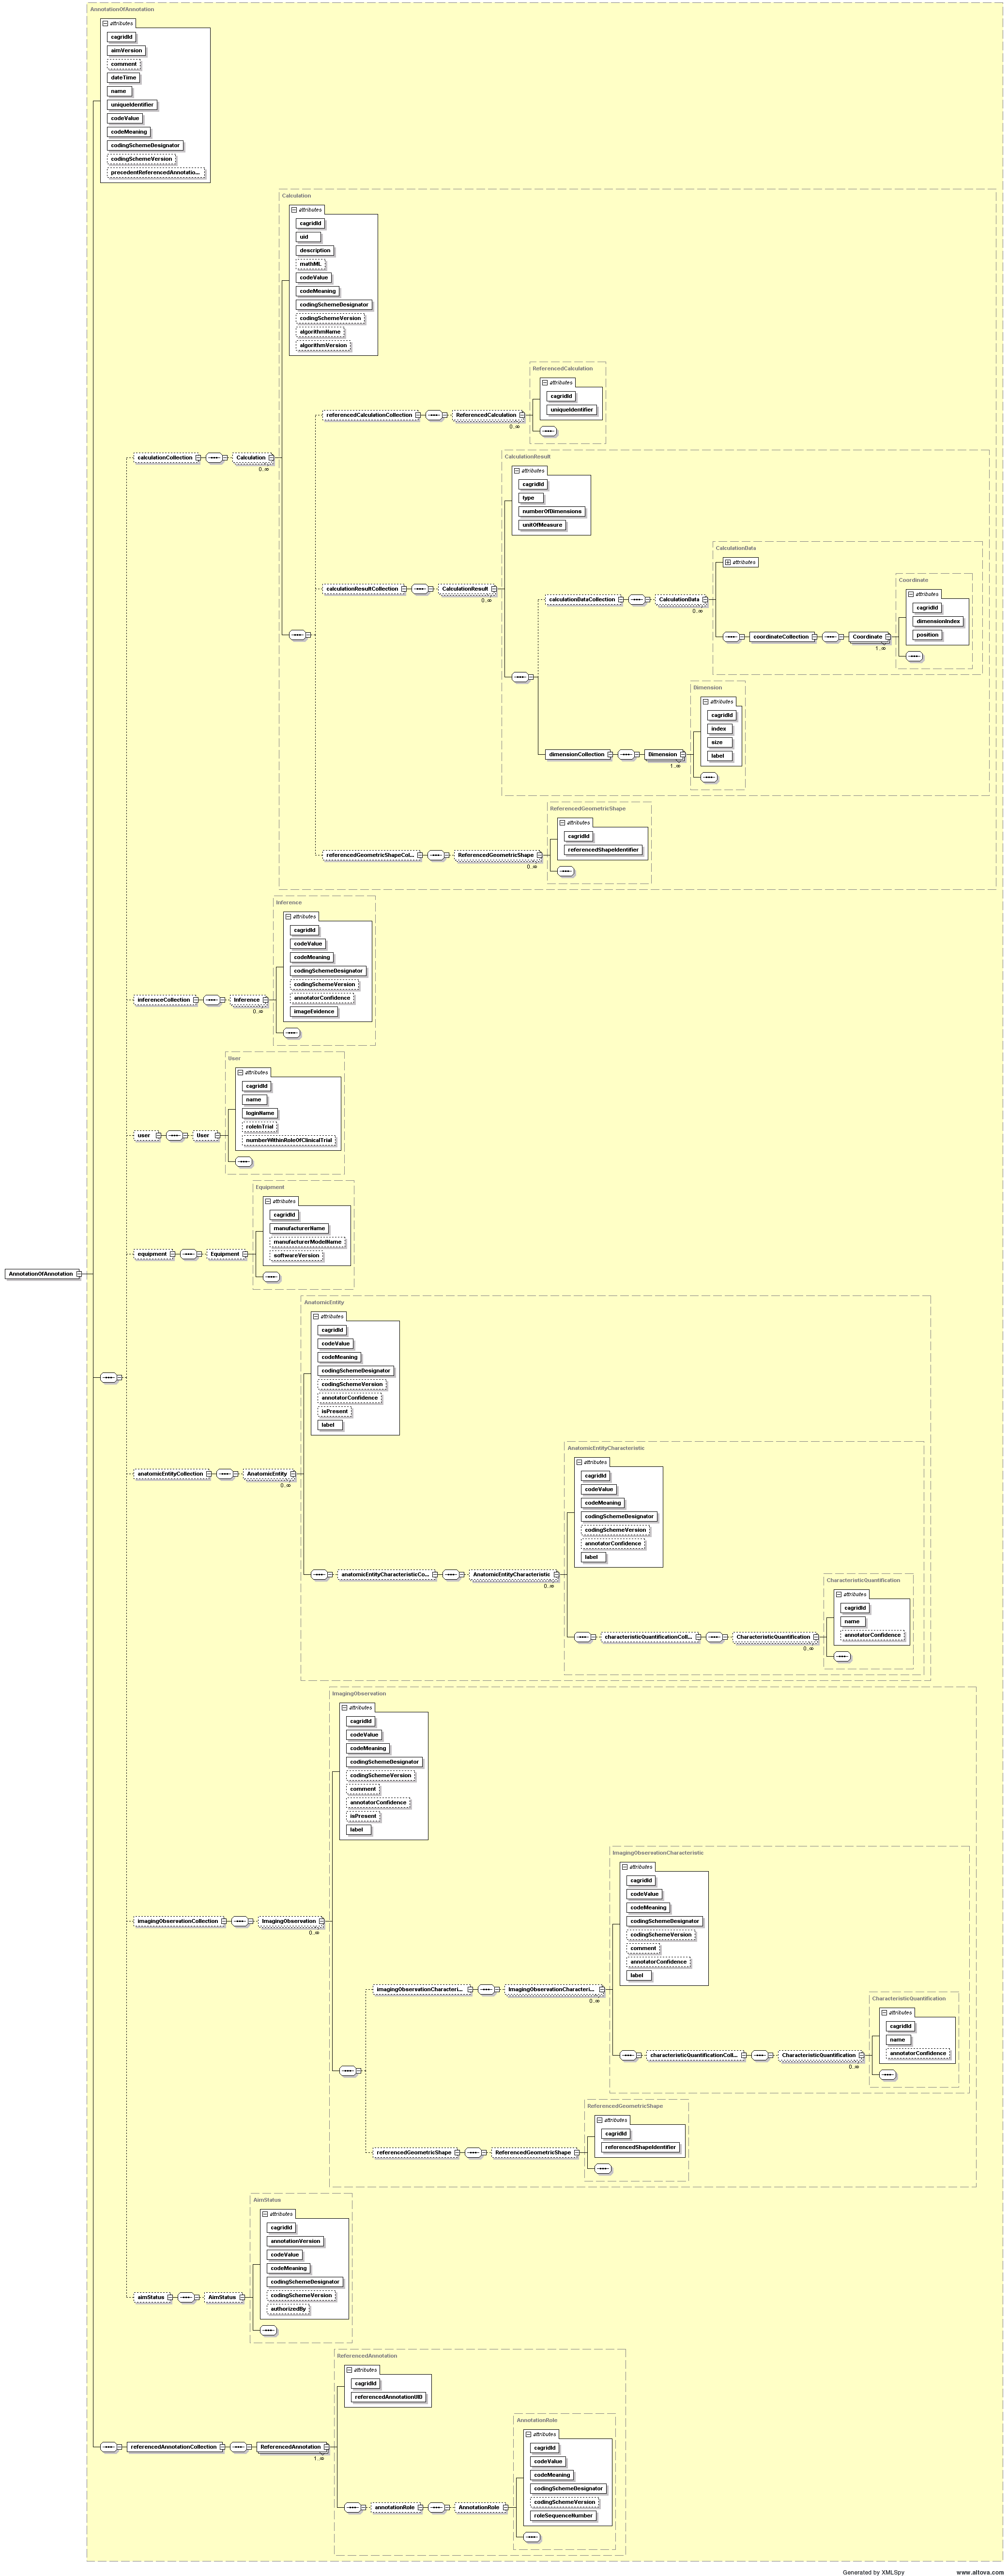 AnnotationOfAnnotation
attributes
cagridId
aimVersion
comment
dateTime
name
uniqueIdentifier
codeValue
codeMeaning
codingSchemeDesignator
codingSchemeVersion
precedentReferencedAnnotatio...
Calculation
attributes
cagridId
uid
description
mathML
codeValue
codeMeaning
codingSchemeDesignator
codingSchemeVersion
algorithmName
algorithmVersion
ReferencedCalculation
attributes
cagridId
uniqueIdentifier
referencedCalculationCollection
ReferencedCalculation
0..∞
calculationCollection
Calculation
0..∞
CalculationResult
attributes
cagridId
type
numberOfDimensions
unitOfMeasure
calculationResultCollection
CalculationResult
0..∞
CalculationData
attributes
calculationDataCollection
CalculationData
0..∞
Coordinate
attributes
cagridId
dimensionIndex
position
coordinateCollection
Coordinate
1..∞
Dimension
attributes
cagridId
index
size
label
dimensionCollection
Dimension
1..∞
ReferencedGeometricShape
attributes
cagridId
referencedShapeIdentifier
referencedGeometricShapeCol...
ReferencedGeometricShape
0..∞
Inference
attributes
cagridId
codeValue
codeMeaning
codingSchemeDesignator
codingSchemeVersion
annotatorConfidence
imageEvidence
inferenceCollection
Inference
0..∞
User
attributes
cagridId
name
loginName
roleInTrial
numberWithinRoleOfClinicalTrial
user
User
Equipment
attributes
cagridId
manufacturerName
manufacturerModelName
softwareVersion
equipment
Equipment
AnnotationOfAnnotation
AnatomicEntity
attributes
cagridId
codeValue
codeMeaning
codingSchemeDesignator
codingSchemeVersion
annotatorConfidence
isPresent
label
anatomicEntityCollection
AnatomicEntity
0..∞
AnatomicEntityCharacteristic
attributes
cagridId
codeValue
codeMeaning
codingSchemeDesignator
codingSchemeVersion
annotatorConfidence
label
anatomicEntityCharacteristicCo...
AnatomicEntityCharacteristic
0..∞
CharacteristicQuantification
attributes
cagridId
name
annotatorConfidence
characteristicQuantificationColl...
CharacteristicQuantification
0..∞
ImagingObservation
attributes
cagridId
codeValue
codeMeaning
codingSchemeDesignator
codingSchemeVersion
comment
annotatorConfidence
isPresent
label
imagingObservationCollection
ImagingObservation
0..∞
ImagingObservationCharacteristic
attributes
cagridId
codeValue
codeMeaning
codingSchemeDesignator
codingSchemeVersion
comment
annotatorConfidence
label
imagingObservationCharacteri...
ImagingObservationCharacteri...
0..∞
CharacteristicQuantification
attributes
cagridId
name
annotatorConfidence
characteristicQuantificationColl...
CharacteristicQuantification
0..∞
ReferencedGeometricShape
attributes
cagridId
referencedShapeIdentifier
referencedGeometricShape
ReferencedGeometricShape
AimStatus
attributes
cagridId
annotationVersion
codeValue
codeMeaning
codingSchemeDesignator
codingSchemeVersion
authorizedBy
aimStatus
AimStatus
ReferencedAnnotation
attributes
cagridId
referencedAnnotationUID
referencedAnnotationCollection
ReferencedAnnotation
1..∞
AnnotationRole
attributes
cagridId
codeValue
codeMeaning
codingSchemeDesignator
codingSchemeVersion
roleSequenceNumber
annotationRole
AnnotationRole
Generated by XMLSpy
www.altova.com